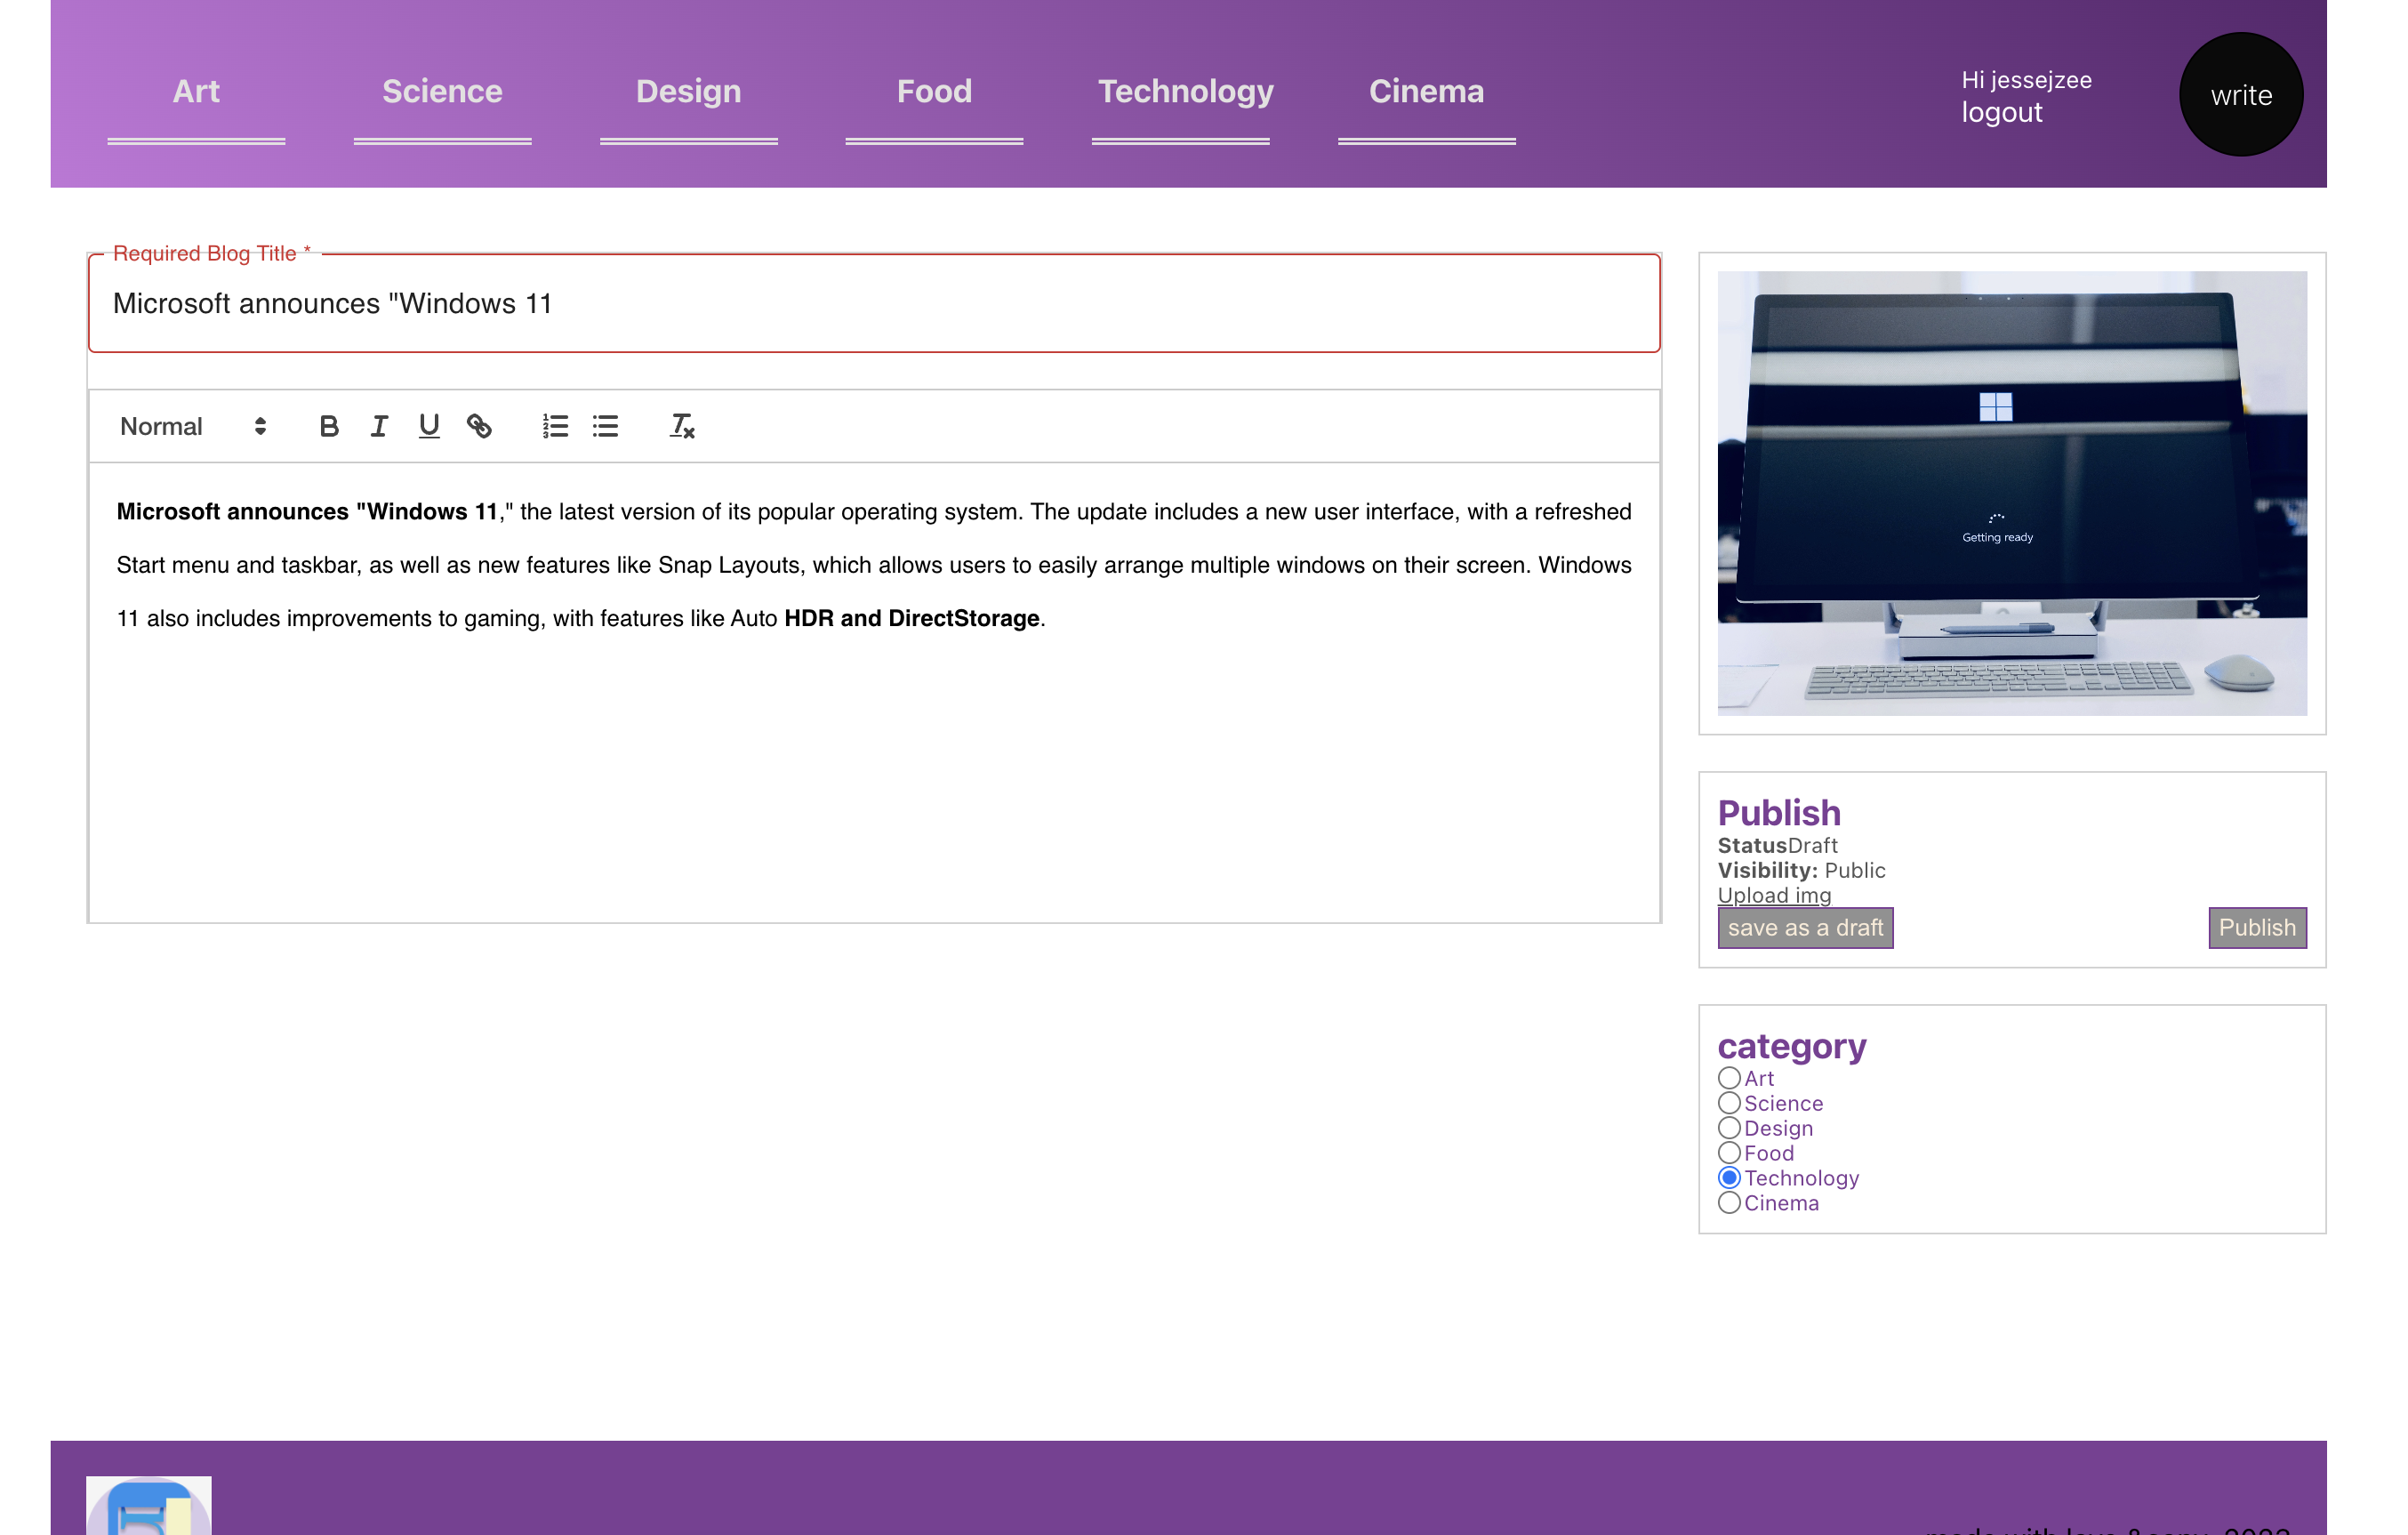 Art Science Design Food Technology Cinema
Hi jessejzee
logout
write
Required Blog Title *
Microsoft announces "Windows 11
Normal
Microsoft announces "Windows 11," the latest version of its popular operating system. The update includes a new user interface, with a refreshed
Start menu and taskbar, as well as new features like Snap Layouts, which allows users to easily arrange multiple windows on their screen. Windows
11 also includes improvements to gaming, with features like Auto HDR and DirectStorage.
Getting ready
Publish
StatusDraft
Visibility: Public
Upload img
save as a draft Publish
category
Art
Science
Design
Food
Technology
Cinema
made with love &